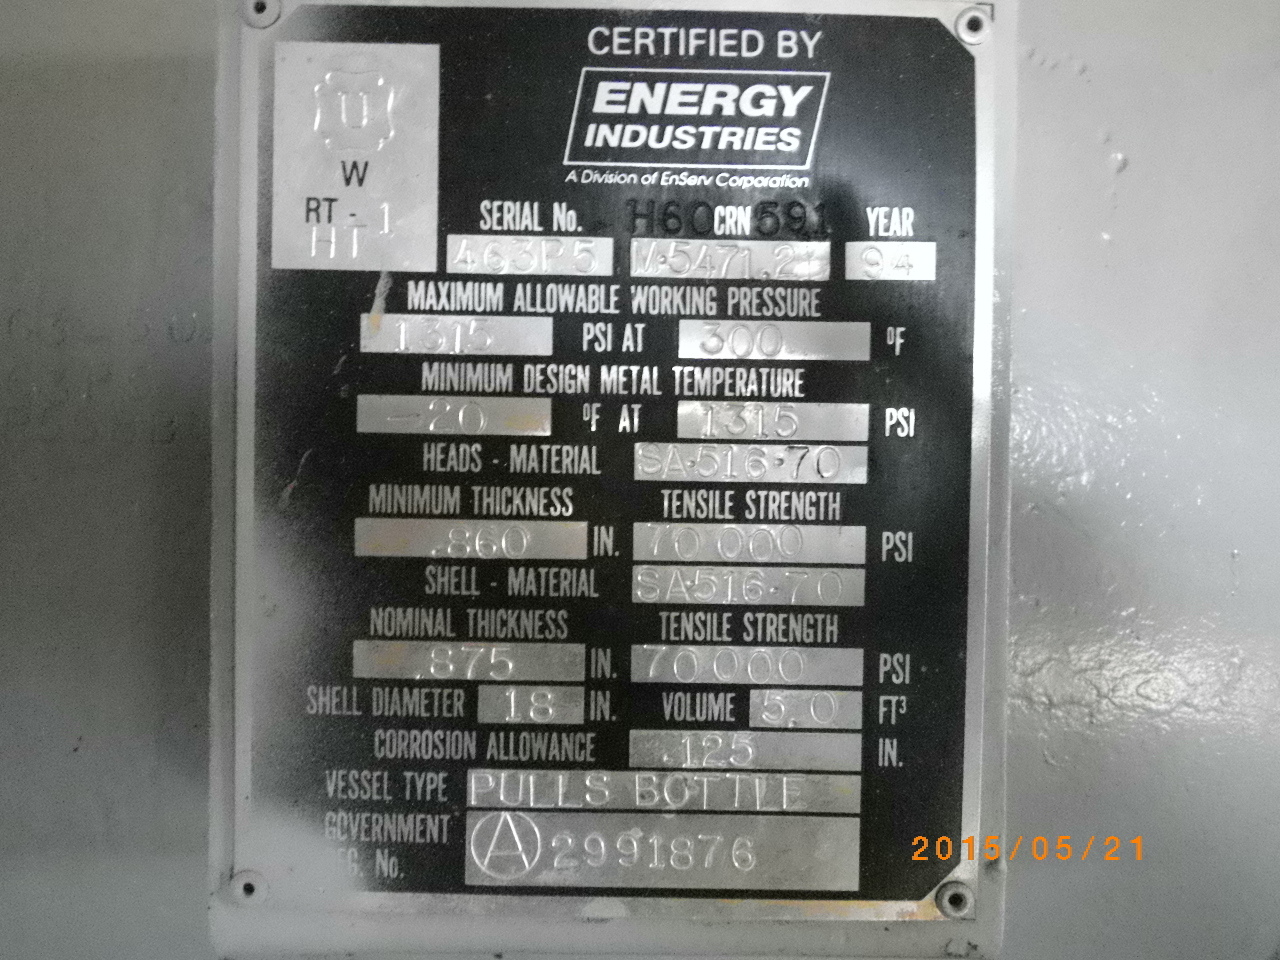 CERTIFIED BY
U
ENERGY
INDUSTRIES
A Division of EnServ Corporation
W
RT - 1
HT
SERIAL No. H60 CRN 591 YEAR
463P5 M·5471.21 94
MAXIMUM ALLOWABLE WORKING PRESSURE
1315 PSI AT 300 ºF
MINIMUM DESIGN METAL TEMPERATURE
-20 ºF AT 1315 PSI
HEADS - MATERIAL SA·516·70
MINIMUM THICKNESS TENSILE STRENGTH
.860 IN. 70 000 PSI
SHELL - MATERIAL SA·516·70
NOMINAL THICKNESS TENSILE STRENGTH
.875 IN. 70000 PSI
SHELL DIAMETER 18 IN. VOLUME 5.0 FT³
CORROSION ALLOWANCE .125 IN.
VESSEL TYPE PULLS BOTTLE
GOVERNMENT
No. A 2991876
2015/05/21